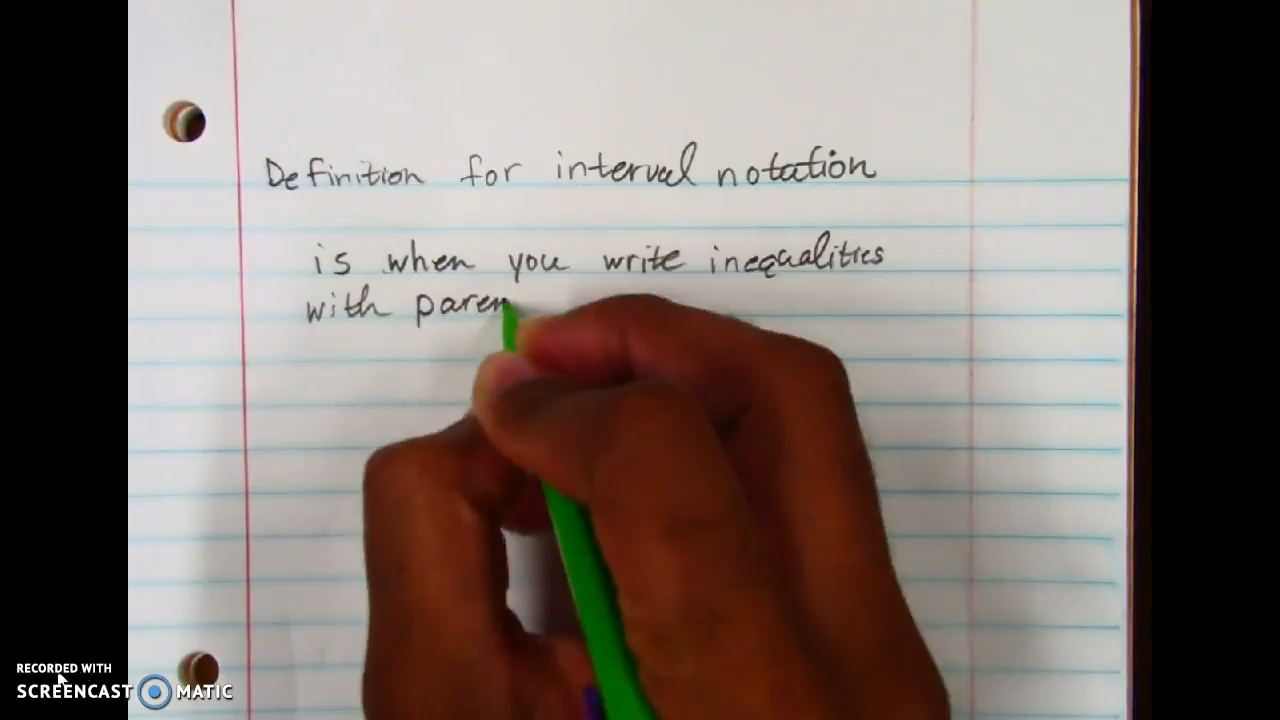 Definition for interval notation
is when you write inequalities
with paren
RECORDED WITH
SCREENCAST MATIC